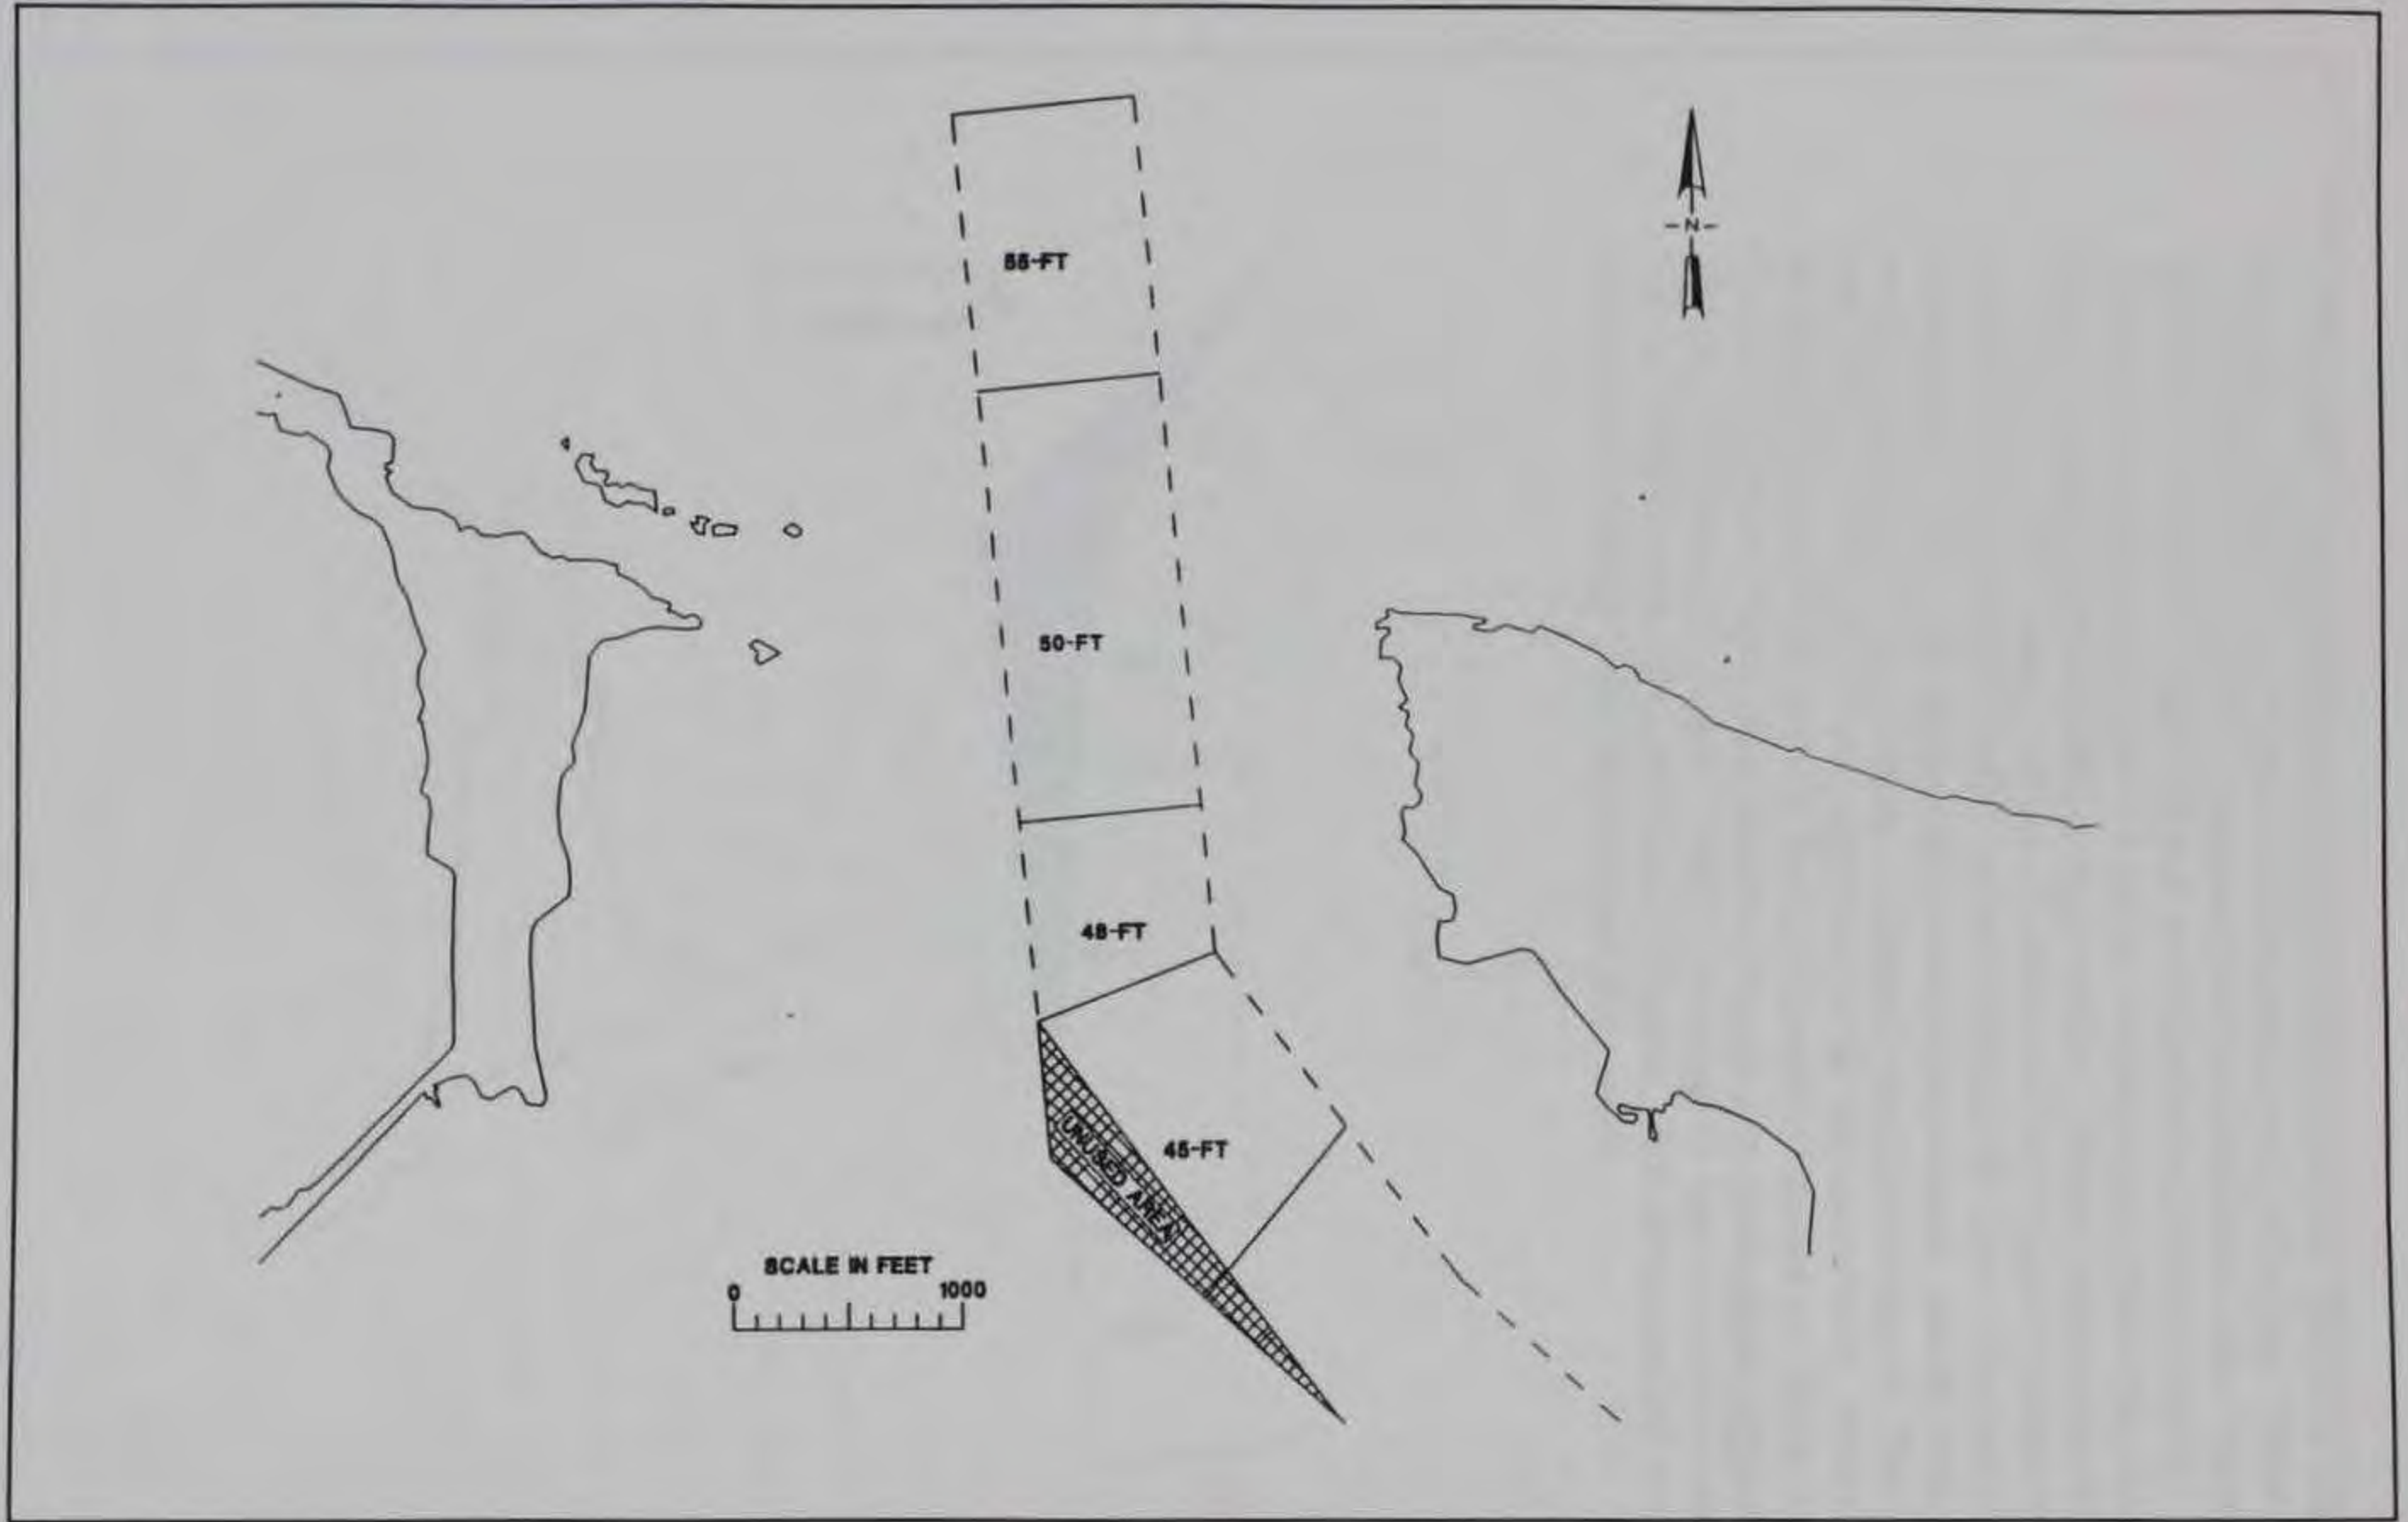 55-FT
-N-
50-FT
48-FT
45-FT
UNUSED AREA
SCALE IN FEET
0 1000